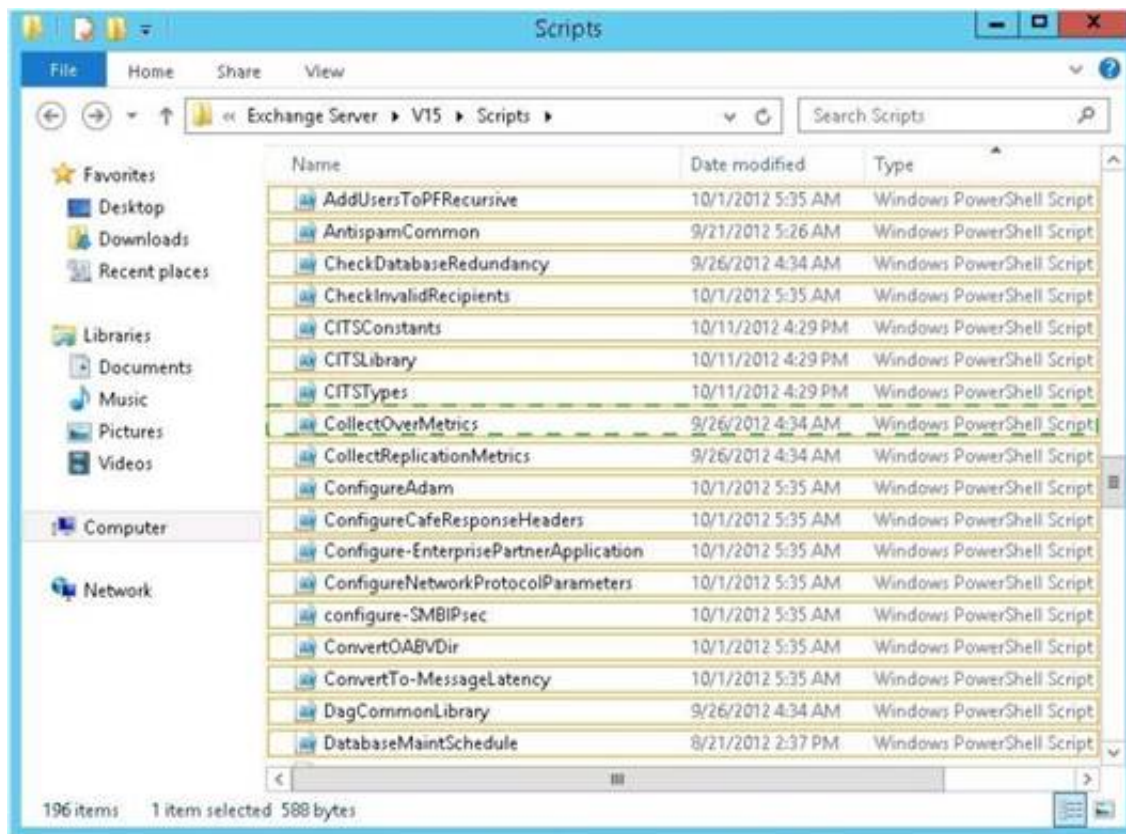 Scripts
File Home Share View
« Exchange Server V15 Scripts Search Scripts
Name Date modified Type
Favorites
Desktop
Downloads
Recent places
Libraries
Documents
Music
Pictures
Videos
Computer
Network
AddUsersToPFRecursive 10/1/2012 5:35 AM Windows PowerShell Script
AntispamCommon 9/21/2012 5:26 AM Windows PowerShell Script
CheckDatabaseRedundancy 9/26/2012 4:34 AM Windows PowerShell Script
CheckInvalidRecipients 10/1/2012 5:35 AM Windows PowerShell Script
CITSConstants 10/11/2012 4:29 PM Windows PowerShell Script
CITSLibrary 10/11/2012 4:29 PM Windows PowerShell Script
CITSTypes 10/11/2012 4:29 PM Windows PowerShell Script
CollectOverMetrics 9/26/2012 4:34 AM Windows PowerShell Script
CollectReplicationMetrics 9/26/2012 4:34 AM Windows PowerShell Script
ConfigureAdam 10/1/2012 5:35 AM Windows PowerShell Script
ConfigureCafeResponseHeaders 10/1/2012 5:35 AM Windows PowerShell Script
Configure-EnterprisePartnerApplication 10/1/2012 5:35 AM Windows PowerShell Script
ConfigureNetworkProtocolParameters 10/1/2012 5:35 AM Windows PowerShell Script
configure-SMBIPsec 10/1/2012 5:35 AM Windows PowerShell Script
ConvertOABVDir 10/1/2012 5:35 AM Windows PowerShell Script
ConvertTo-MessageLatency 10/1/2012 5:35 AM Windows PowerShell Script
DagCommonLibrary 9/26/2012 4:34 AM Windows PowerShell Script
DatabaseMaintSchedule 8/21/2012 2:37 PM Windows PowerShell Script
196 items 1 item selected 588 bytes